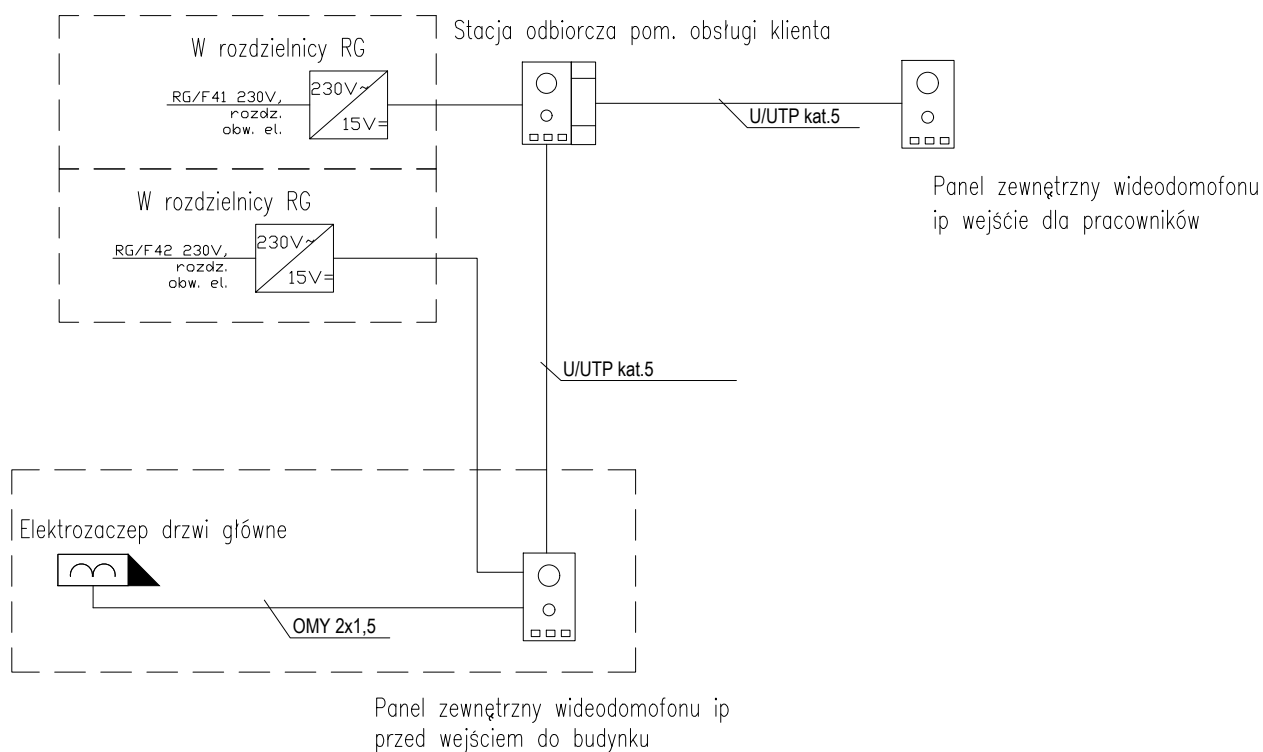 Stacja odbiorcza pom. obsługi klienta
W rozdzielnicy RG
RG/F41 230V,
rozdz.
obw. el.
230V~
15V=
U/UTP kat.5
Panel zewnętrzny wideodomofonu
ip wejśćie dla pracowników
W rozdzielnicy RG
RG/F42 230V,
rozdz.
obw. el.
230V~
15V=
U/UTP kat.5
Elektrozaczep drzwi główne
OMY 2x1,5
Panel zewnętrzny wideodomofonu ip
przed wejściem do budynku